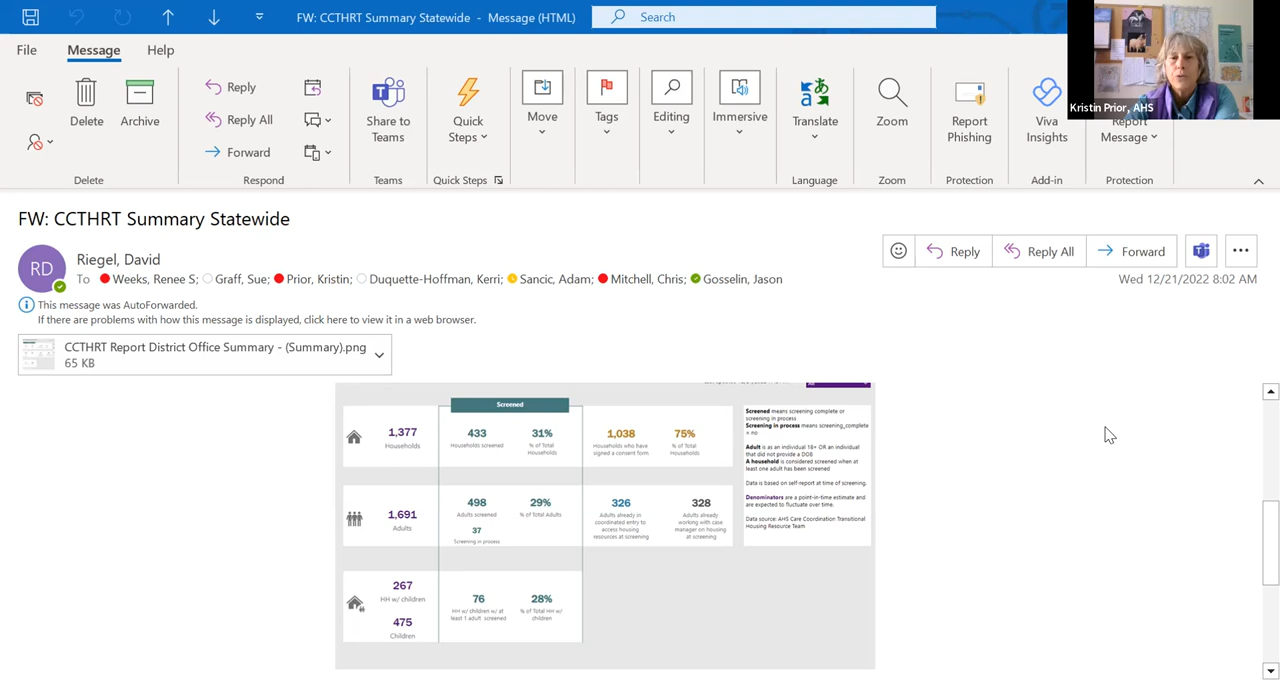 FW: CCTHRT Summary Statewide - Message (HTML)
Search
File
Message
Help
Delete
Archive
Reply
Reply All
Forward
Share to
Teams
Quick
Steps
Move
Tags
Editing
Immersive
Translate
Zoom
Report
Phishing
Viva
Insights
Report
Message
Kristin Prior, AHS
Delete
Respond
Teams
Quick Steps
Language
Zoom
Protection
Add-in
Protection
FW: CCTHRT Summary Statewide
RD
Riegel, David
To Weeks, Renee S; Graff, Sue; Prior, Kristin; Duquette-Hoffman, Kerri; Sancic, Adam; Mitchell, Chris; Gosselin, Jason
Reply
Reply All
Forward
Wed 12/21/2022 8:02 AM
This message was AutoForwarded.
If there are problems with how this message is displayed, click here to view it in a web browser.
CCTHRT Report District Office Summary - (Summary).png
65 KB
Screened
1,377
Households
433
Households screened
31%
% of Total
Households
1,038
Households who have
signed a consent form
75%
% of Total
Households
1,691
Adults
498
Adults screened
37
Screening in process
29%
% of Total Adults
326
Adults already in
coordinated entry to
access housing
resources at screening
328
Adults already
working with case
manager on housing
at screening
267
HH w/ children
475
Children
76
HH w/ children w/ at
least 1 adult screened
28%
% of Total HH w/
children
Screened means screening complete or
screening in process
Screening in process means screening_complete
= no
Adult is as an individual 18+ OR an individual
that did not provide a DOB
A household is considered screened when at
least one adult has been screened
Data is based on self-report at time of screening.
Denominators are a point-in-time estimate and
are expected to fluctuate over time.
Data source: AHS Care Coordination Transitional
Housing Resource Team